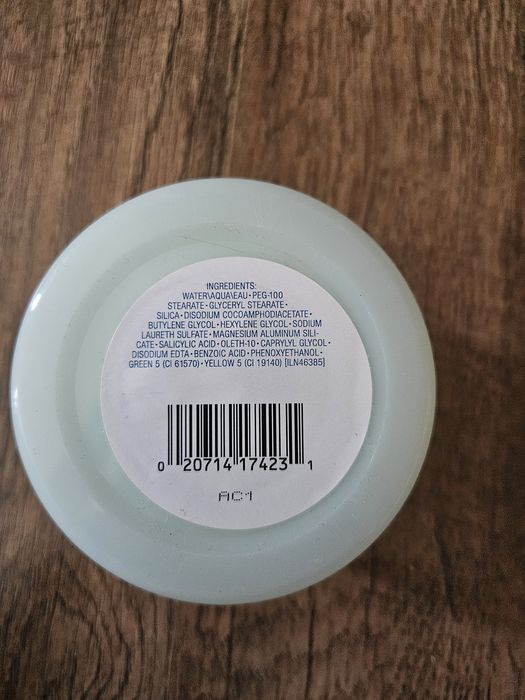 INGREDIENTS:
WATER\AQUA\EAU • PEG-100
STEARATE • GLYCERYL STEARATE •
SILICA • DISODIUM COCOAMPHODIACETATE •
BUTYLENE GLYCOL • HEXYLENE GLYCOL • SODIUM
LAURETH SULFATE • MAGNESIUM ALUMINUM SILI-
CATE • SALICYLIC ACID • OLETH-10 • CAPRYLYL GLYCOL •
DISODIUM EDTA • BENZOIC ACID • PHENOXYETHANOL •
GREEN 5 (CI 61570) • YELLOW 5 (CI 19140) [ILN46385]
0 20714 17423 1
AC1